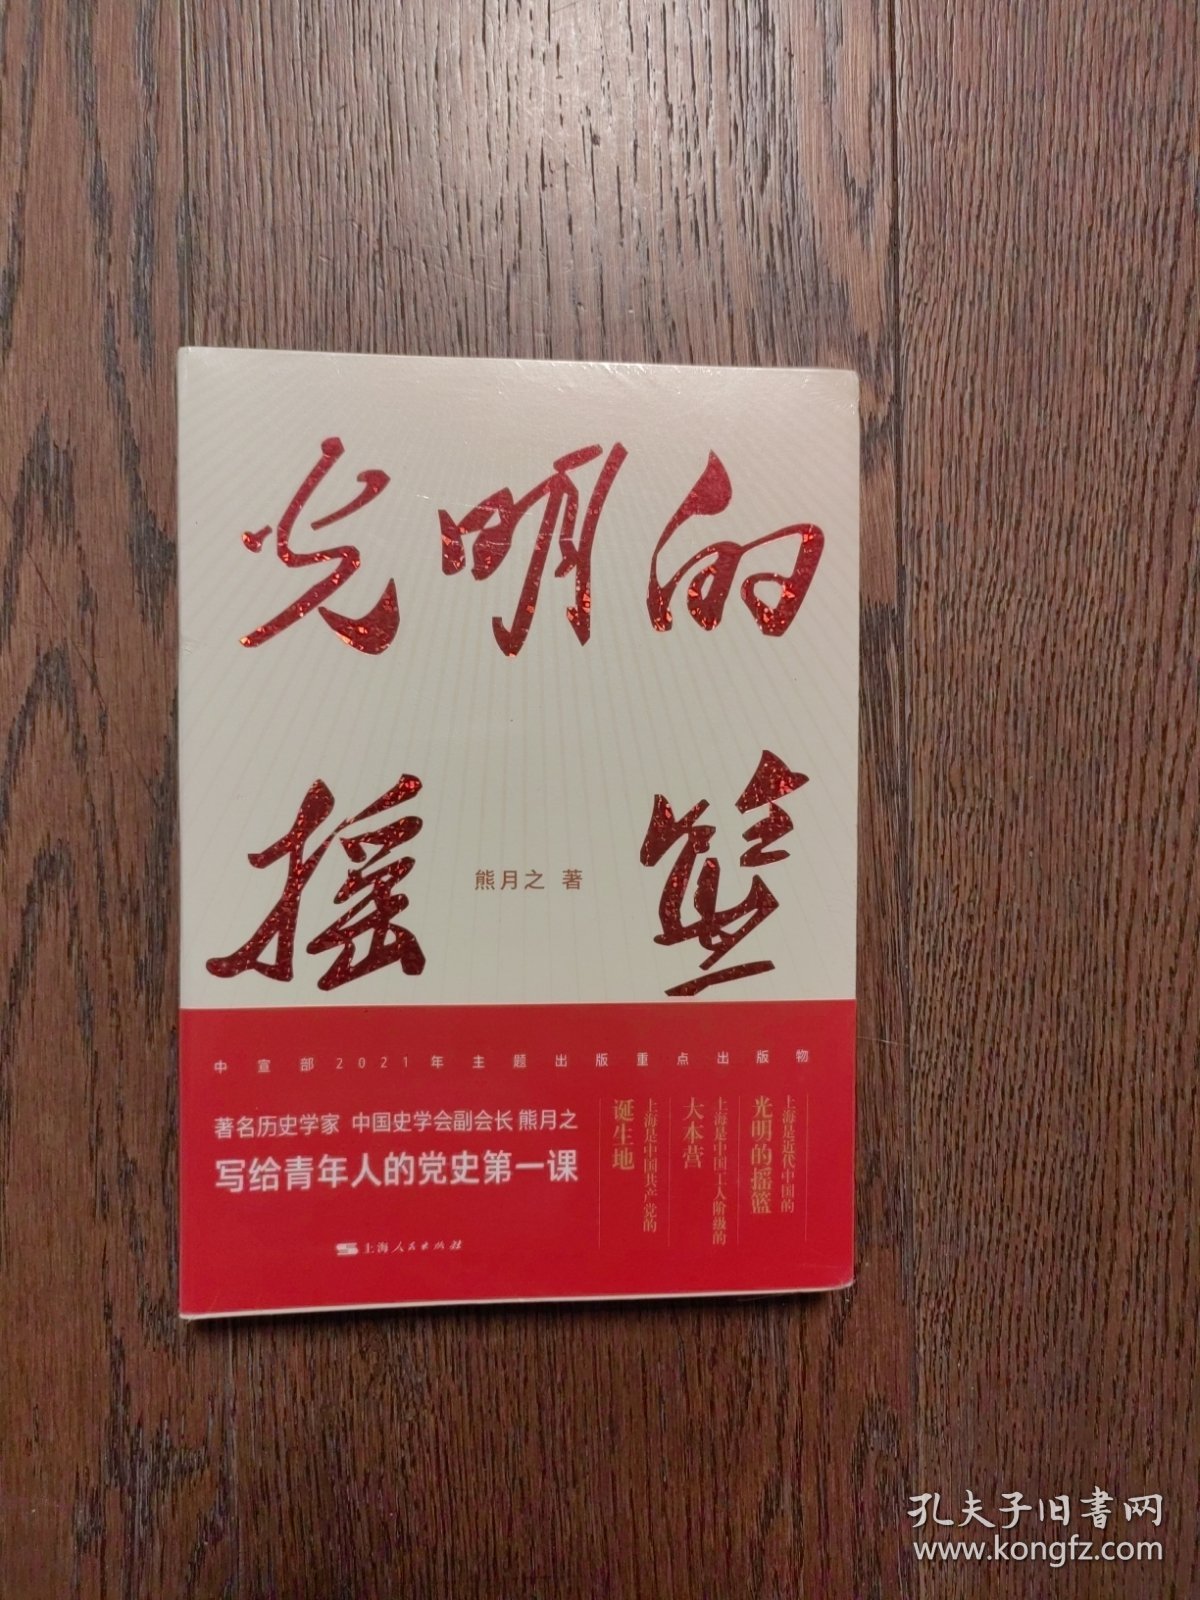 光明的
摇篮
熊月之 著
中宣部2021年主题出版重点出版物
著名历史学家 中国史学会副会长 熊月之
写给青年人的党史第一课
上海人民出版社
上海是近代中国的
光明的摇篮
上海是中国工人阶级的
大本营
上海是中国共产党的
诞生地
孔夫子旧书网
www.kongfz.com